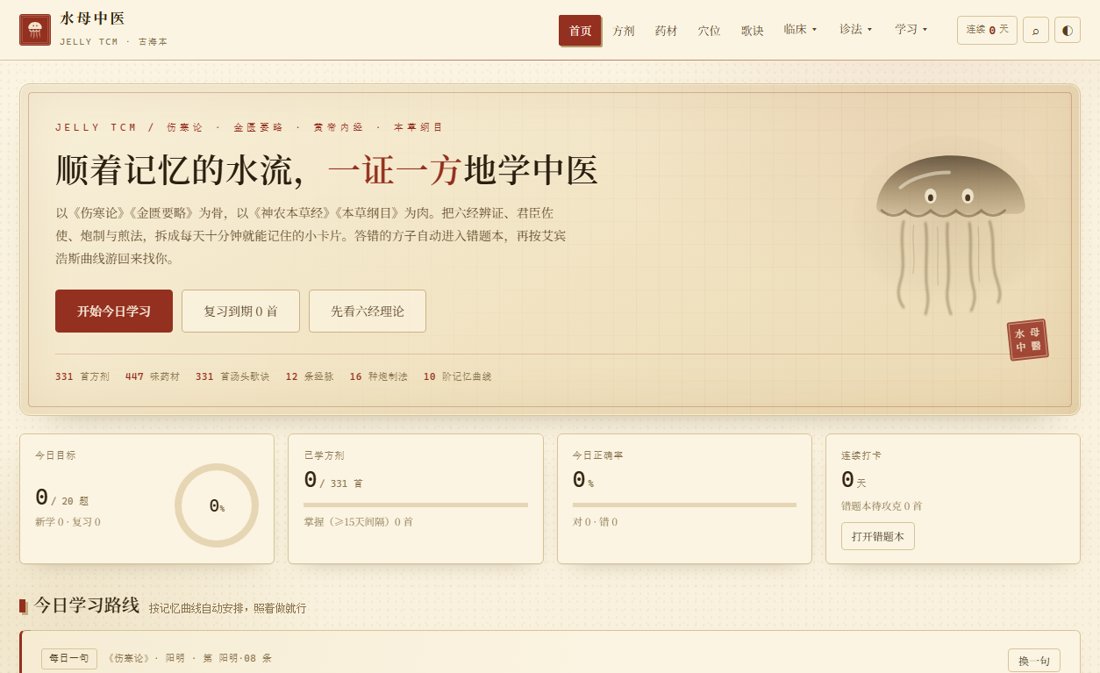 水母中医
JELLY TCM · 古海本
首页 方剂 药材 穴位 歌诀 临床 诊法 学习
连续 0 天
JELLY TCM / 伤寒论 · 金匮要略 · 黄帝内经 · 本草纲目
顺着记忆的水流，一证一方地学中医
以《伤寒论》《金匮要略》为骨，以《神农本草经》《本草纲目》为肉。把六经辨证、君臣佐
使、炮制与煎法，拆成每天十分钟就能记住的小卡片。答错的方子自动进入错题本，再按艾宾
浩斯曲线游回来找你。
开始今日学习 复习到期 0 首 先看六经理论
水母
中醫
331 首方剂 447 味药材 331 首汤头歌诀 12 条经脉 16 种炮制法 10 阶记忆曲线
今日目标
0 / 20 题
新学 0 · 复习 0
0%
已学方剂
0 / 331 首
掌握（≥15天间隔）0 首
今日正确率
0 %
对 0 · 错 0
连续打卡
0 天
错题本待攻克 0 首
打开错题本
今日学习路线 按记忆曲线自动安排，照着做就行
每日一句 《伤寒论》· 阳明 · 第 阳明·08 条
换一句